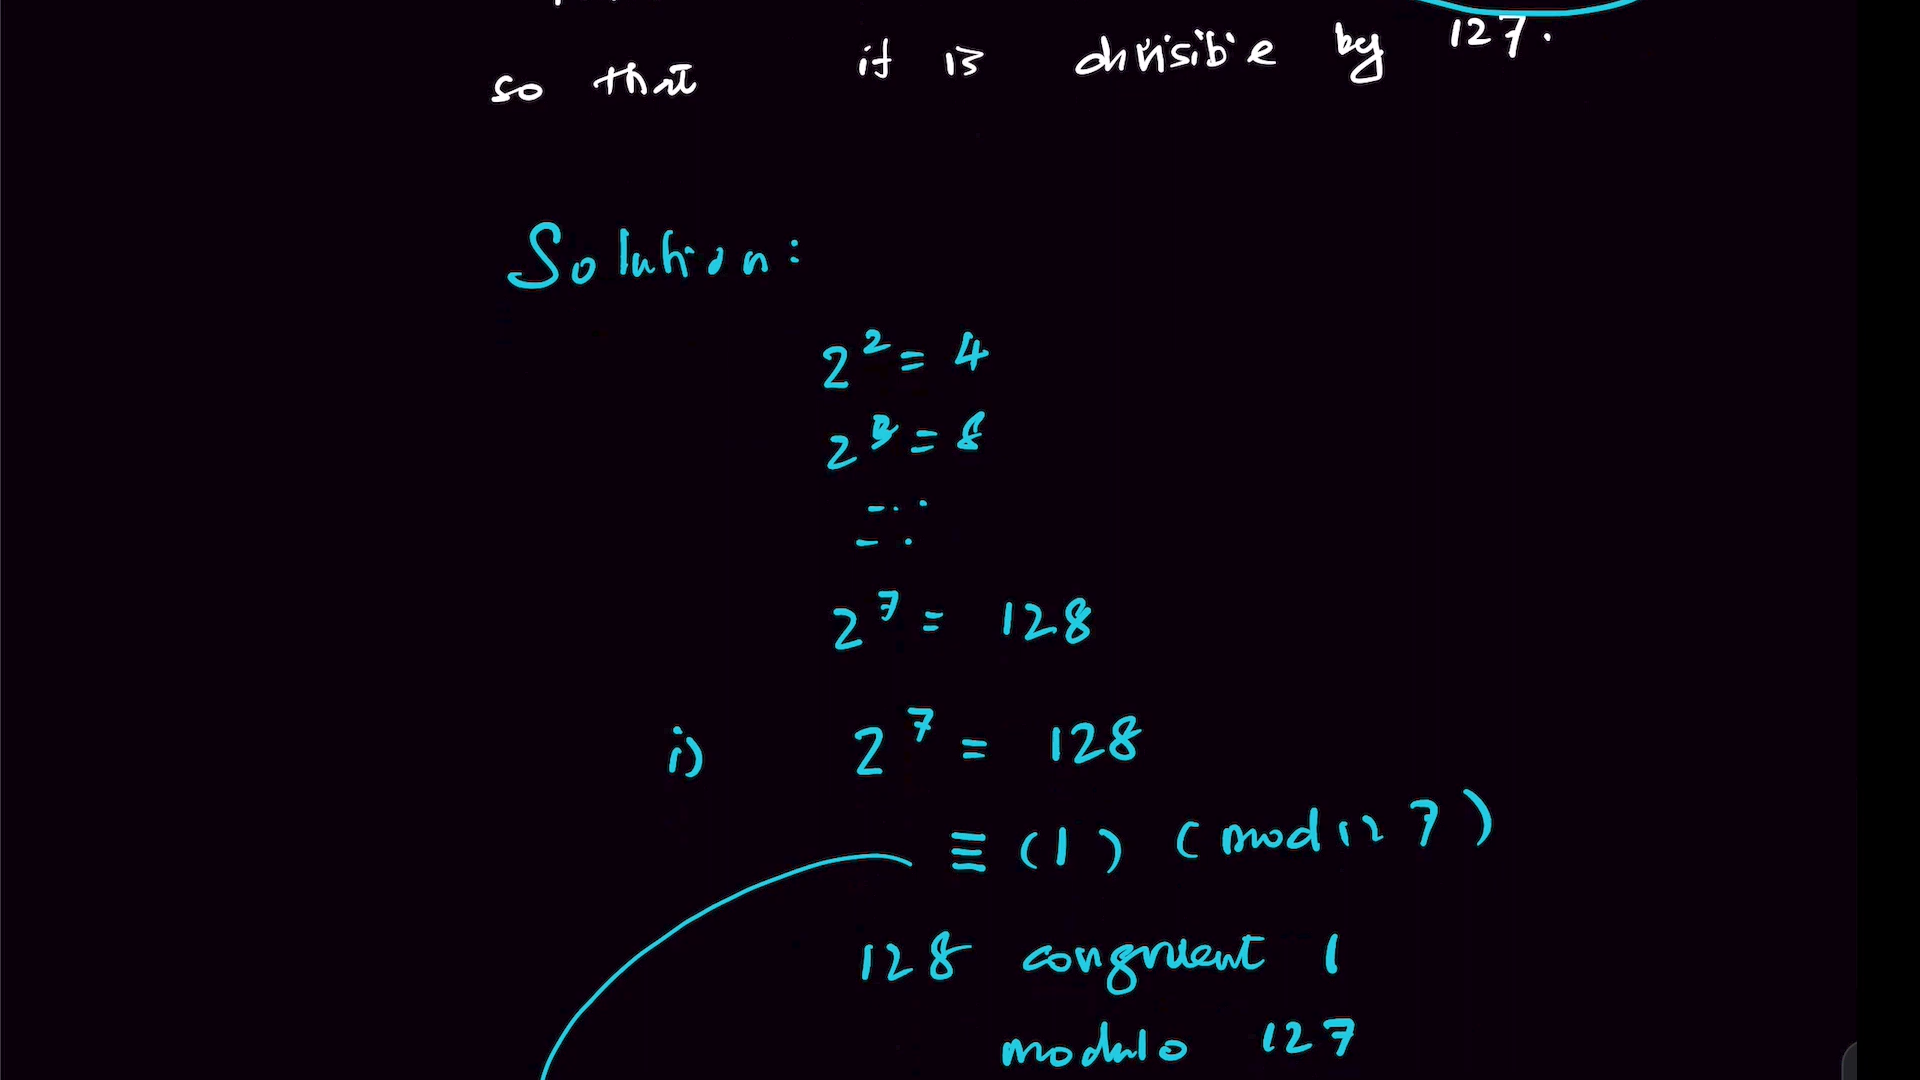 so that it is divisible by 127.
Solution:
2² = 4
2³ = 8
2⁷ = 128
i) 2⁷ = 128
≡ (1) (mod 127)
128 congruent 1
modulo 127